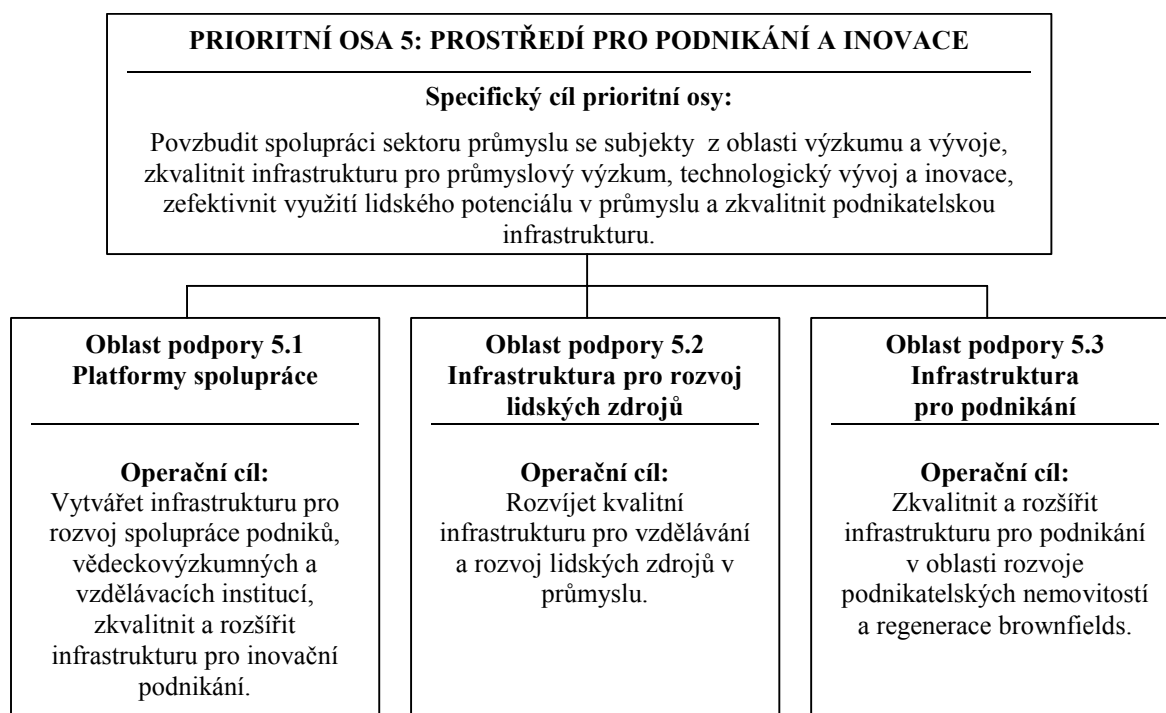 PRIORITNÍ OSA 5: PROSTŘEDÍ PRO PODNIKÁNÍ A INOVACE
Specifický cíl prioritní osy:
Povzbudit spolupráci sektoru průmyslu se subjekty z oblasti výzkumu a vývoje,
zkvalitnit infrastrukturu pro průmyslový výzkum, technologický vývoj a inovace,
zefektivnit využití lidského potenciálu v průmyslu a zkvalitnit podnikatelskou
infrastrukturu.
Oblast podpory 5.1
Platformy spolupráce
Operační cíl:
Vytvářet infrastrukturu pro
rozvoj spolupráce podniků,
vědeckovýzkumných a
vzdělávacích institucí,
zkvalitnit a rozšířit
infrastrukturu pro inovační
podnikání.
Oblast podpory 5.2
Infrastruktura pro rozvoj
lidských zdrojů
Operační cíl:
Rozvíjet kvalitní
infrastrukturu pro vzdělávání
a rozvoj lidských zdrojů v
průmyslu.
Oblast podpory 5.3
Infrastruktura
pro podnikání
Operační cíl:
Zkvalitnit a rozšířit
infrastrukturu pro podnikání
v oblasti rozvoje
podnikatelských nemovitostí
a regenerace brownfields.